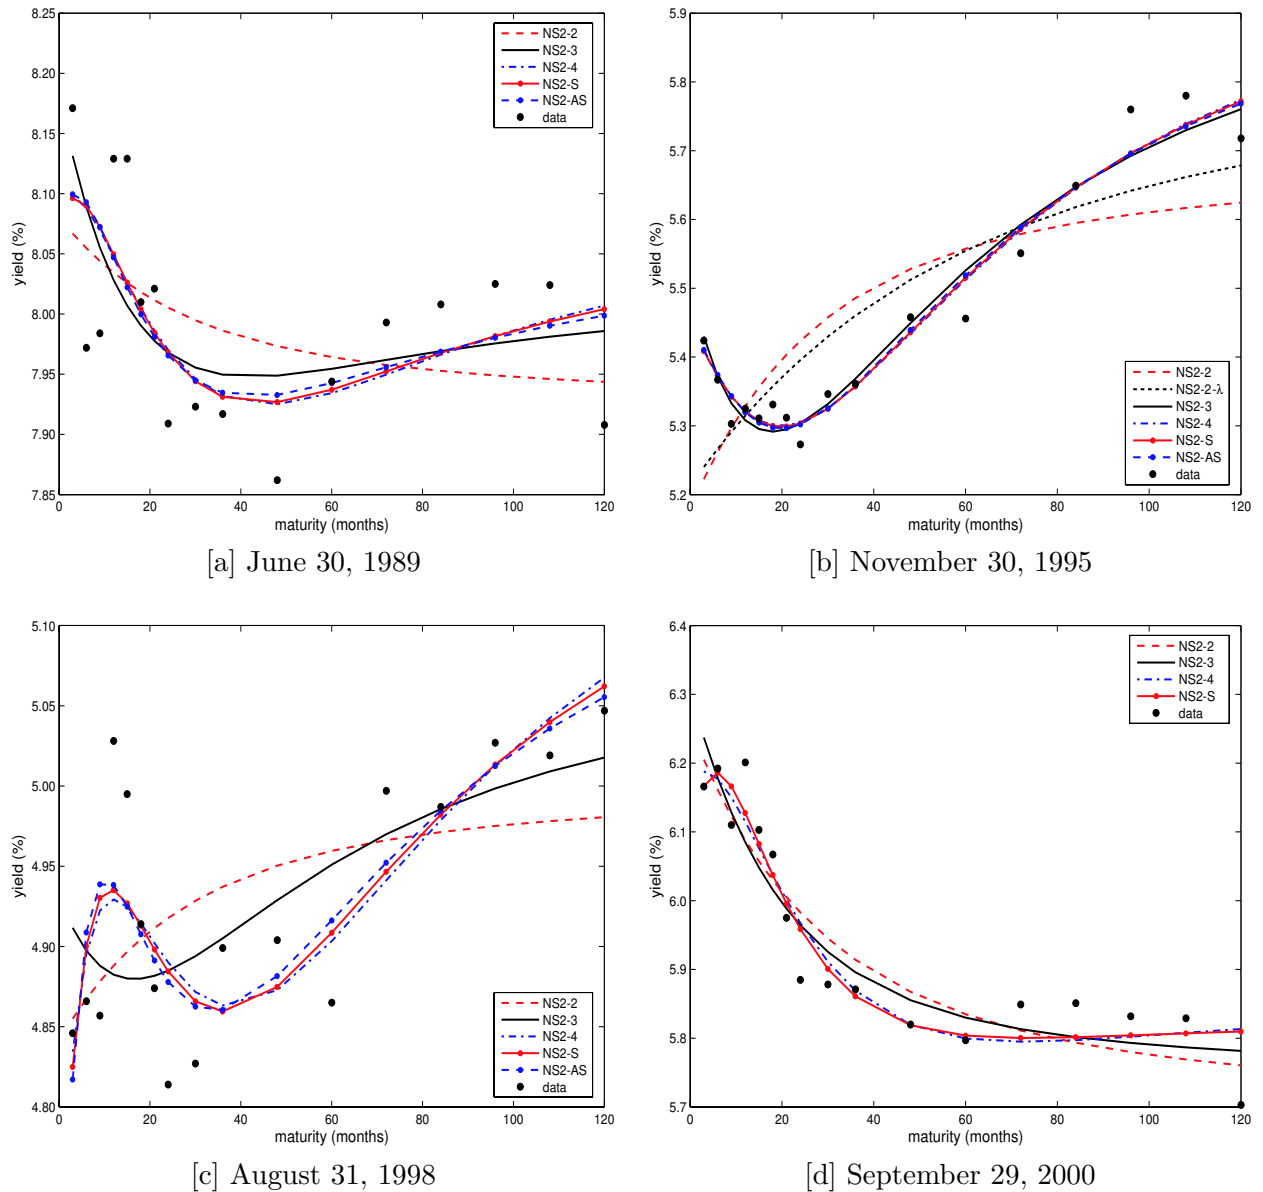 8.25
8.20
8.15
8.10
8.05
8.00
7.95
7.90
7.85
yield (%)
0 20 40 60 80 100 120
maturity (months)
NS2-2
NS2-3
NS2-4
NS2-S
NS2-AS
data
[a] June 30, 1989
5.9
5.8
5.7
5.6
5.5
5.4
5.3
5.2
yield (%)
0 20 40 60 80 100 120
maturity (months)
NS2-2
NS2-2-λ
NS2-3
NS2-4
NS2-S
NS2-AS
data
[b] November 30, 1995
5.10
5.05
5.00
4.95
4.90
4.85
4.80
yield (%)
0 20 40 60 80 100 120
maturity (months)
NS2-2
NS2-3
NS2-4
NS2-S
NS2-AS
data
[c] August 31, 1998
6.4
6.3
6.2
6.1
6.0
5.9
5.8
5.7
yield (%)
0 20 40 60 80 100 120
maturity (months)
NS2-2
NS2-3
NS2-4
NS2-S
data
[d] September 29, 2000